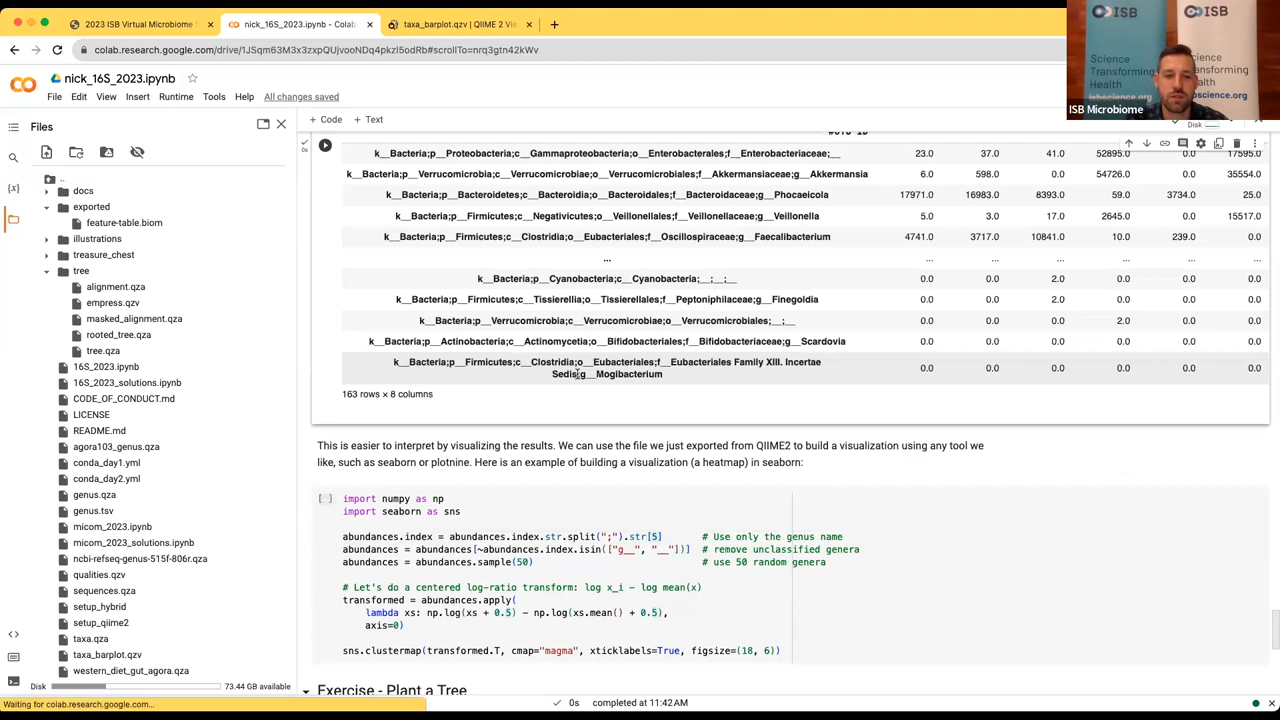 2023 ISB Virtual Microbiome
nick_16S_2023.ipynb - Colab
taxa_barplot.qzv | QIIME 2 Vie
colab.research.google.com/drive/1JSqm63M3x3zxpQUjvooNDq4pkzl5odRb#scrollTo=nrq3gtn42kWv
ISB
ISB
Science
Transforming
Health
Science
Transforming
Health
isbscience.org
ISB Microbiome
nick_16S_2023.ipynb
File Edit View Insert Runtime Tools Help All changes saved
Disk
Files
+ Code + Text
..
docs
exported
feature-table.biom
illustrations
treasure_chest
tree
alignment.qza
empress.qzv
masked_alignment.qza
rooted_tree.qza
tree.qza
16S_2023.ipynb
16S_2023_solutions.ipynb
CODE_OF_CONDUCT.md
LICENSE
README.md
agora103_genus.qza
conda_day1.yml
conda_day2.yml
genus.qza
genus.tsv
micom_2023.ipynb
micom_2023_solutions.ipynb
ncbi-refseq-genus-515f-806r.qza
qualities.qzv
sequences.qza
setup_hybrid
setup_qiime2
taxa.qza
taxa_barplot.qzv
western_diet_gut_agora.qza
Disk 73.44 GB available
0s
#OTU ID
k__Bacteria;p__Proteobacteria;c__Gammaproteobacteria;o__Enterobacterales;f__Enterobacteriaceae;__ 23.0 37.0 41.0 52895.0 0.0 17595.0
k__Bacteria;p__Verrucomicrobia;c__Verrucomicrobiae;o__Verrucomicrobiales;f__Akkermansiaceae;g__Akkermansia 6.0 598.0 0.0 54726.0 0.0 35554.0
k__Bacteria;p__Bacteroidetes;c__Bacteroidia;o__Bacteroidales;f__Bacteroidaceae;g__Phocaeicola 17971.0 16983.0 8393.0 59.0 3734.0 25.0
k__Bacteria;p__Firmicutes;c__Negativicutes;o__Veillonellales;f__Veillonellaceae;g__Veillonella 5.0 3.0 17.0 2645.0 0.0 15517.0
k__Bacteria;p__Firmicutes;c__Clostridia;o__Eubacteriales;f__Oscillospiraceae;g__Faecalibacterium 4741.0 3717.0 10841.0 10.0 239.0 0.0
... ... ... ... ... ... ...
k__Bacteria;p__Cyanobacteria;c__Cyanobacteria;__;__;__ 0.0 0.0 2.0 0.0 0.0 0.0
k__Bacteria;p__Firmicutes;c__Tissierellia;o__Tissierellales;f__Peptoniphilaceae;g__Finegoldia 0.0 0.0 2.0 0.0 0.0 0.0
k__Bacteria;p__Verrucomicrobia;c__Verrucomicrobiae;o__Verrucomicrobiales;__;__ 0.0 0.0 0.0 2.0 0.0 0.0
k__Bacteria;p__Actinobacteria;c__Actinomycetia;o__Bifidobacteriales;f__Bifidobacteriaceae;g__Scardovia 0.0 0.0 0.0 0.0 0.0 0.0
k__Bacteria;p__Firmicutes;c__Clostridia;o__Eubacteriales;f__Eubacteriales Family XIII. Incertae
Sedis;g__Mogibacterium 0.0 0.0 0.0 0.0 0.0 0.0
163 rows × 8 columns
This is easier to interpret by visualizing the results. We can use the file we just exported from QIIME2 to build a visualization using any tool we
like, such as seaborn or plotnine. Here is an example of building a visualization (a heatmap) in seaborn:
[ ] import numpy as np
import seaborn as sns
abundances.index = abundances.index.str.split(";").str[5] # Use only the genus name
abundances = abundances[~abundances.index.isin(["g__", "__"])] # remove unclassified genera
abundances = abundances.sample(50) # use 50 random genera
# Let's do a centered log-ratio transform: log x_i - log mean(x)
transformed = abundances.apply(
lambda xs: np.log(xs + 0.5) - np.log(xs.mean() + 0.5),
axis=0)
sns.clustermap(transformed.T, cmap="magma", xticklabels=True, figsize=(18, 6))
Exercise - Plant a Tree
Waiting for colab.research.google.com...
0s completed at 11:42 AM